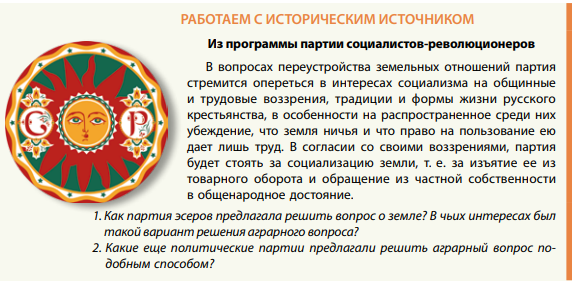 РАБОТАЕМ С ИСТОРИЧЕСКИМ ИСТОЧНИКОМ
Из программы партии социалистов-революционеров
В вопросах переустройства земельных отношений партия
стремится опереться в интересах социализма на общинные
и трудовые воззрения, традиции и формы жизни русского
крестьянства, в особенности на распространенное среди них
убеждение, что земля ничья и что право на пользование ею
дает лишь труд. В согласии со своими воззрениями, партия
будет стоять за социализацию земли, т. е. за изъятие ее из
товарного оборота и обращение из частной собственности
в общенародное достояние.
С Р
1. Как партия эсеров предлагала решить вопрос о земле? В чьих интересах был
такой вариант решения аграрного вопроса?
2. Какие еще политические партии предлагали решить аграрный вопрос по-
добным способом?